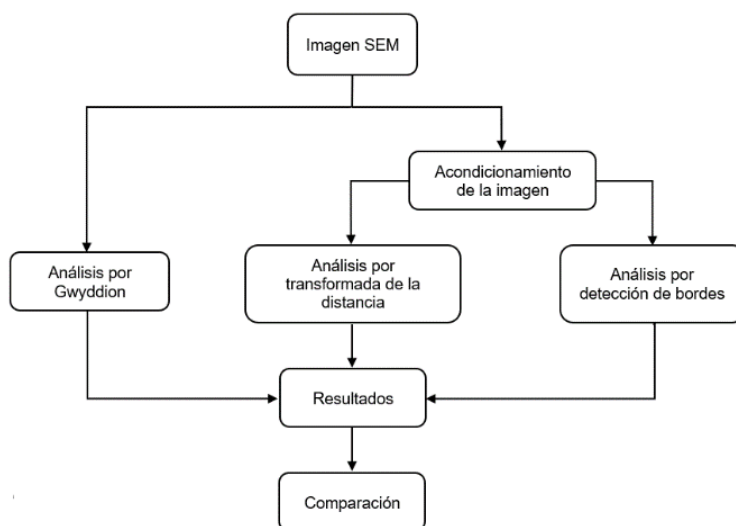 Imagen SEM
Acondicionamiento
de la imagen
Análisis por
Gwyddion
Análisis por
transformada de la
distancia
Análisis por
detección de bordes
Resultados
Comparación